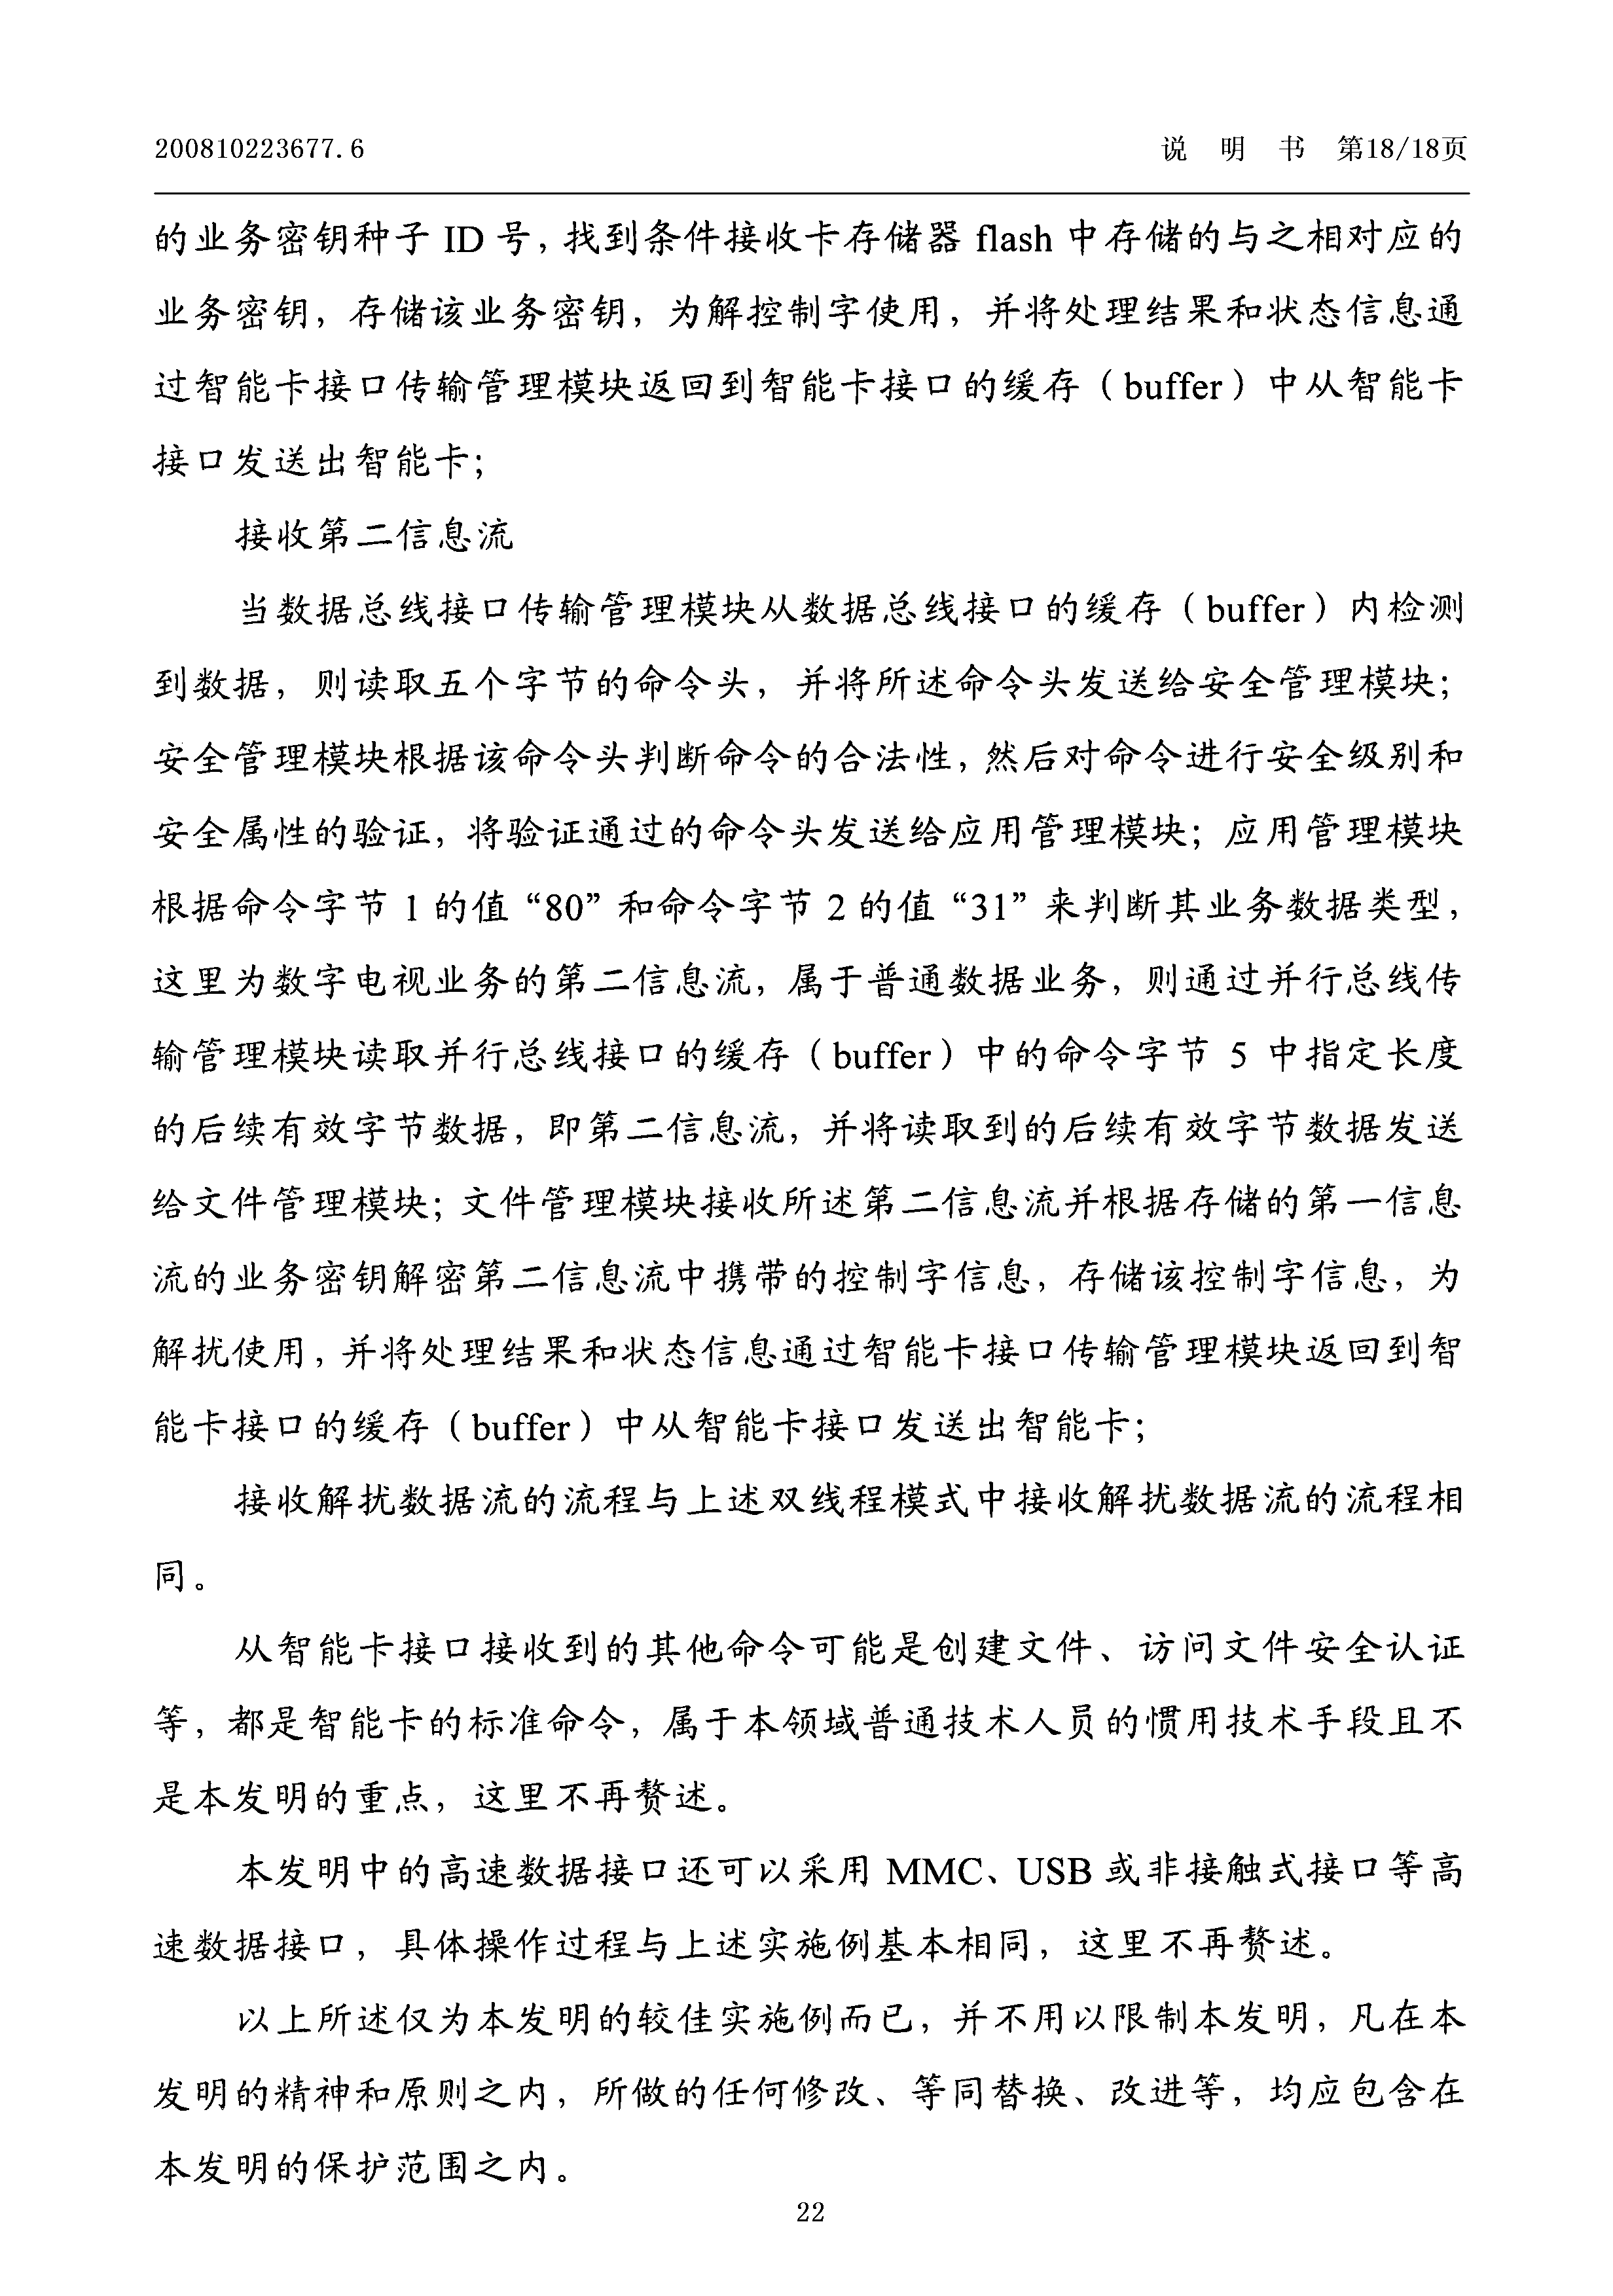 200810223677.6 说 明 书 第18/18页
的业务密钥种子 ID 号，找到条件接收卡存储器 flash 中存储的与之相对应的
业务密钥，存储该业务密钥，为解控制字使用，并将处理结果和状态信息通
过智能卡接口传输管理模块返回到智能卡接口的缓存（buffer）中从智能卡
接口发送出智能卡；
接收第二信息流
当数据总线接口传输管理模块从数据总线接口的缓存（buffer）内检测
到数据，则读取五个字节的命令头，并将所述命令头发送给安全管理模块；
安全管理模块根据该命令头判断命令的合法性，然后对命令进行安全级别和
安全属性的验证，将验证通过的命令头发送给应用管理模块；应用管理模块
根据命令字节 1 的值“80”和命令字节 2 的值“31”来判断其业务数据类型，
这里为数字电视业务的第二信息流，属于普通数据业务，则通过并行总线传
输管理模块读取并行总线接口的缓存（buffer）中的命令字节 5 中指定长度
的后续有效字节数据，即第二信息流，并将读取到的后续有效字节数据发送
给文件管理模块；文件管理模块接收所述第二信息流并根据存储的第一信息
流的业务密钥解密第二信息流中携带的控制字信息，存储该控制字信息，为
解扰使用，并将处理结果和状态信息通过智能卡接口传输管理模块返回到智
能卡接口的缓存（buffer）中从智能卡接口发送出智能卡；
接收解扰数据流的流程与上述双线程模式中接收解扰数据流的流程相
同。
从智能卡接口接收到的其他命令可能是创建文件、访问文件安全认证
等，都是智能卡的标准命令，属于本领域普通技术人员的惯用技术手段且不
是本发明的重点，这里不再赘述。
本发明中的高速数据接口还可以采用 MMC、USB 或非接触式接口等高
速数据接口，具体操作过程与上述实施例基本相同，这里不再赘述。
以上所述仅为本发明的较佳实施例而已，并不用以限制本发明，凡在本
发明的精神和原则之内，所做的任何修改、等同替换、改进等，均应包含在
本发明的保护范围之内。
22